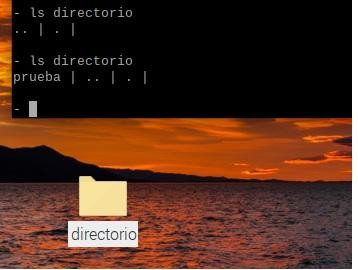 - ls directorio
.. | . |
- ls directorio
prueba | .. | . |
-
directorio